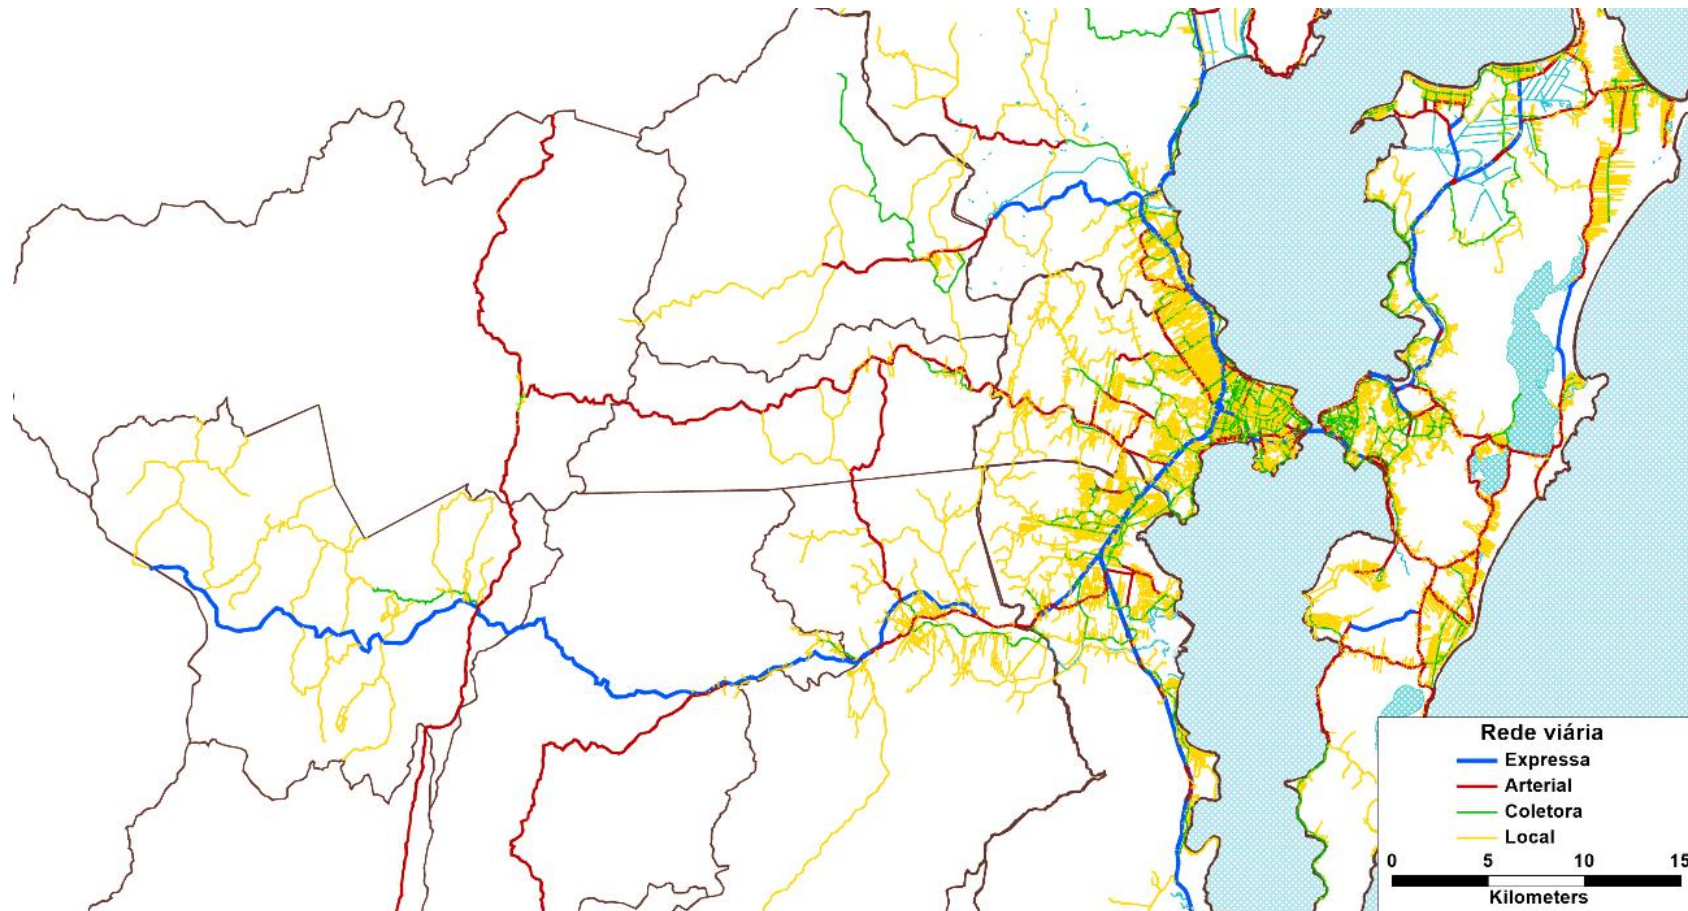 Rede viária
Expressa
Arterial
Coletora
Local
0 5 10 15
Kilometers